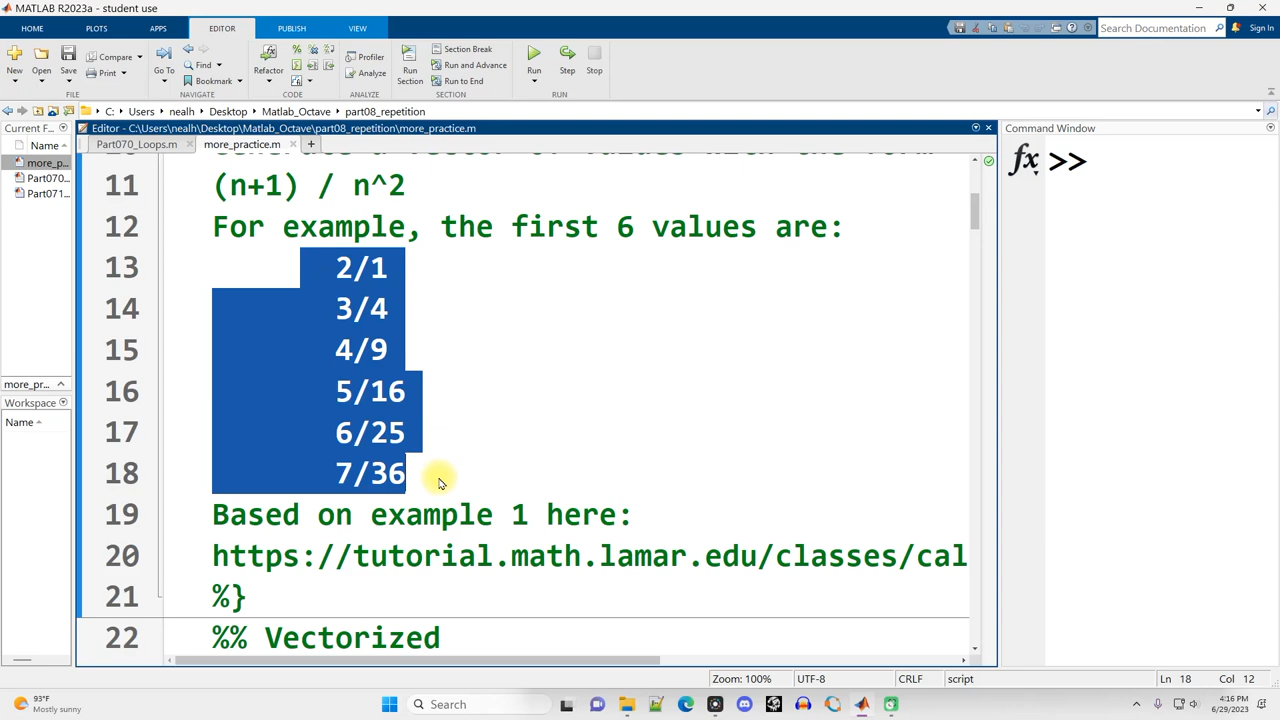 MATLAB R2023a - student use
HOME PLOTS APPS EDITOR PUBLISH VIEW
Search Documentation
Sign In
New Open Save Compare Print
Go To Find Bookmark
Refactor
Profiler Analyze
Run Section
Section Break
Run and Advance
Run to End
Run Step Stop
FILE NAVIGATE CODE ANALYZE SECTION RUN
C: Users nealh Desktop Matlab_Octave part08_repetition
Current F...
Name
more_p...
Part070...
Part071...
more_pr...
Workspace
Name
Editor - C:\Users\nealh\Desktop\Matlab_Octave\part08_repetition\more_practice.m
Part070_Loops.m more_practice.m +
11 (n+1) / n^2
12 For example, the first 6 values are:
13 2/1
14 3/4
15 4/9
16 5/16
17 6/25
18 7/36
19 Based on example 1 here:
20 https://tutorial.math.lamar.edu/classes/cal
21 %}
22 %% Vectorized
Command Window
fx >>
Zoom: 100% UTF-8 CRLF script Ln 18 Col 12
93°F
Mostly sunny
Search
4:16 PM
6/29/2023